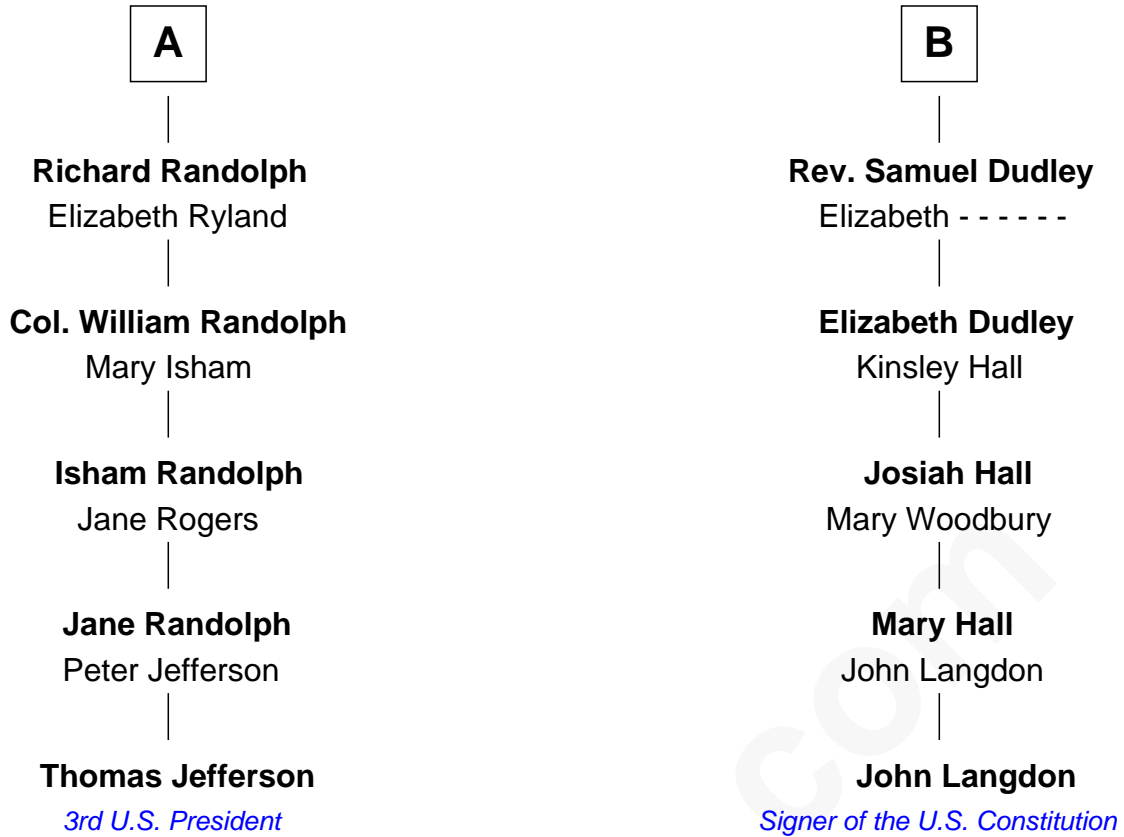 A
Richard Randolph
Elizabeth Ryland
Col. William Randolph
Mary Isham
Isham Randolph
Jane Rogers
Jane Randolph
Peter Jefferson
Thomas Jefferson
3rd U.S. President
B
Rev. Samuel Dudley
Elizabeth - - - - - -
Elizabeth Dudley
Kinsley Hall
Josiah Hall
Mary Woodbury
Mary Hall
John Langdon
John Langdon
Signer of the U.S. Constitution
com